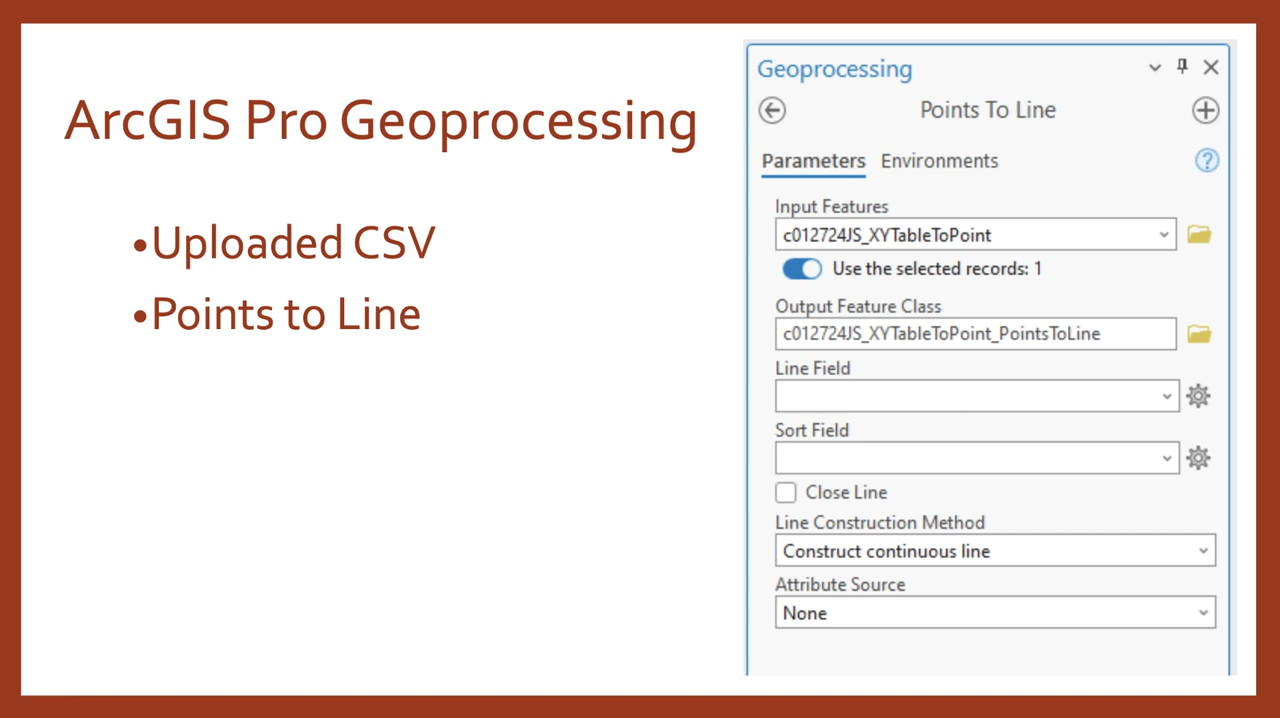 ArcGIS Pro Geoprocessing
•Uploaded CSV
•Points to Line
Geoprocessing
Points To Line
Parameters Environments
Input Features
c012724JS_XYTableToPoint
Use the selected records: 1
Output Feature Class
c012724JS_XYTableToPoint_PointsToLine
Line Field
Sort Field
Close Line
Line Construction Method
Construct continuous line
Attribute Source
None